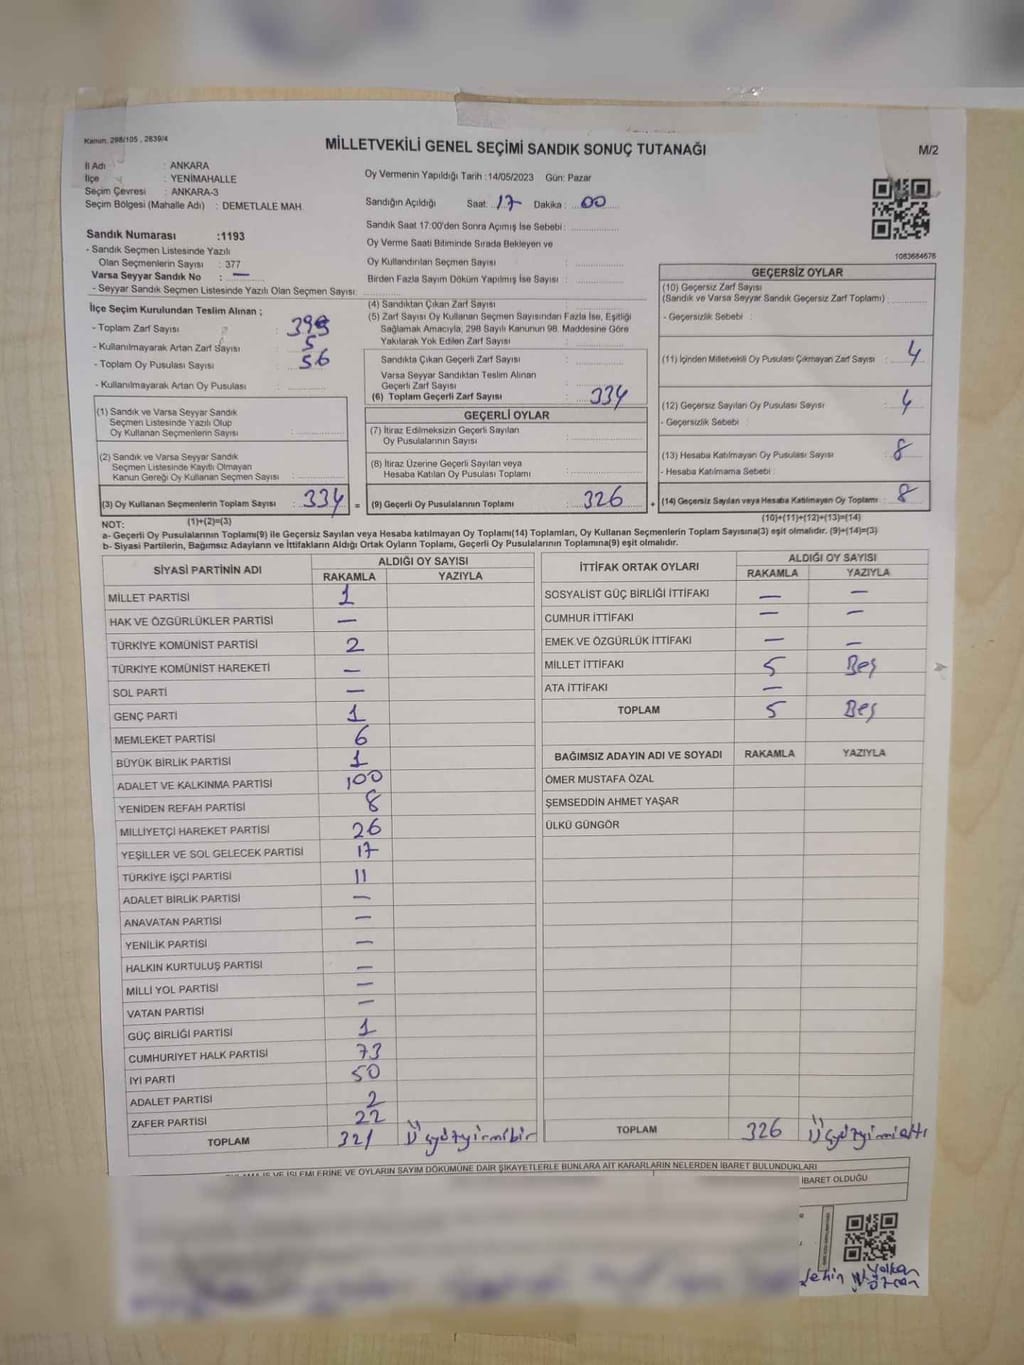 Kanun, 298/105 , 2839/4
MİLLETVEKİLİ GENEL SEÇİMİ SANDIK SONUÇ TUTANAĞI
M/2
İl Adı : ANKARA
İlçe : YENİMAHALLE
Seçim Çevresi : ANKARA-3
Seçim Bölgesi (Mahalle Adı) : DEMETLALE MAH.
Oy Vermenin Yapıldığı Tarih :14/05/2023 Gün: Pazar
Sandığın Açıldığı Saat: 17 Dakika : 00
Sandık Saat 17:00'den Sonra Açılmış İse Sebebi :
Oy Verme Saati Bitiminde Sırada Bekleyen ve
Oy Kullandırılan Seçmen Sayısı :
Birden Fazla Sayım Döküm Yapılmış İse Sayısı :
1083684676
Sandık Numarası :1193
- Sandık Seçmen Listesinde Yazılı
Olan Seçmenlerin Sayısı : 377
Varsa Seyyar Sandık No : —
- Seyyar Sandık Seçmen Listesinde Yazılı Olan Seçmen Sayısı:
İlçe Seçim Kurulundan Teslim Alınan ;
- Toplam Zarf Sayısı :
- Kullanılmayarak Artan Zarf Sayısı : 5
- Toplam Oy Pusulası Sayısı : 56
- Kullanılmayarak Artan Oy Pusulası :
(1) Sandık ve Varsa Seyyar Sandık
Seçmen Listesinde Yazılı Olup
Oy Kullanan Seçmenlerin Sayısı :
(2) Sandık ve Varsa Seyyar Sandık
Seçmen Listesinde Kayıtlı Olmayan
Kanun Gereği Oy Kullanan Seçmen Sayısı :
(3) Oy Kullanan Seçmenlerin Toplam Sayısı : 334 =
(1)+(2)=(3)
(4) Sandıktan Çıkan Zarf Sayısı :
(5) Zarf Sayısı Oy Kullanan Seçmen Sayısından Fazla İse, Eşitliği
Sağlamak Amacıyla, 298 Sayılı Kanunun 98. Maddesine Göre
Yakılarak Yok Edilen Zarf Sayısı :
Sandıkta Çıkan Geçerli Zarf Sayısı :
Varsa Seyyar Sandıktan Teslim Alınan
Geçerli Zarf Sayısı :
(6) Toplam Geçerli Zarf Sayısı : 334
GEÇERLİ OYLAR
(7) İtiraz Edilmeksizin Geçerli Sayılan
Oy Pusulalarının Sayısı :
(8) İtiraz Üzerine Geçerli Sayılan veya
Hesaba Katılan Oy Pusulası Toplamı :
(9) Geçerli Oy Pusulalarının Toplamı : 326 +
GEÇERSİZ OYLAR
(10) Geçersiz Zarf Sayısı
(Sandık ve Varsa Seyyar Sandık Geçersiz Zarf Toplamı) :
- Geçersizlik Sebebi :
(11) İçinden Milletvekili Oy Pusulası Çıkmayan Zarf Sayısı : 4
(12) Geçersiz Sayılan Oy Pusulası Sayısı : 4
- Geçersizlik Sebebi :
(13) Hesaba Katılmayan Oy Pusulası Sayısı : 8
- Hesaba Katılmama Sebebi :
(14) Geçersiz Sayılan veya Hesaba Katılmayan Oy Toplamı : 8
(10)+(11)+(12)+(13)=(14)
NOT:
a- Geçerli Oy Pusulalarının Toplamı(9) ile Geçersiz Sayılan veya Hesaba katılmayan Oy Toplamı(14) Toplamları, Oy Kullanan Seçmenlerin Toplam Sayısına(3) eşit olmalıdır. (9)+(14)=(3)
b- Siyasi Partilerin, Bağımsız Adayların ve İttifakların Aldığı Ortak Oyların Toplamı, Geçerli Oy Pusulalarının Toplamına(9) eşit olmalıdır.
SİYASİ PARTİNİN ADI ALDIĞI OY SAYISI
RAKAMLA YAZIYLA
MİLLET PARTİSİ 1
HAK VE ÖZGÜRLÜKLER PARTİSİ —
TÜRKİYE KOMÜNİST PARTİSİ 2
TÜRKİYE KOMÜNİST HAREKETİ —
SOL PARTİ —
GENÇ PARTİ 1
MEMLEKET PARTİSİ 6
BÜYÜK BİRLİK PARTİSİ 1
ADALET VE KALKINMA PARTİSİ 100
YENİDEN REFAH PARTİSİ 8
MİLLİYETÇİ HAREKET PARTİSİ 26
YEŞİLLER VE SOL GELECEK PARTİSİ 17
TÜRKİYE İŞÇİ PARTİSİ 11
ADALET BİRLİK PARTİSİ —
ANAVATAN PARTİSİ —
YENİLİK PARTİSİ —
HALKIN KURTULUŞ PARTİSİ —
MİLLİ YOL PARTİSİ —
VATAN PARTİSİ —
GÜÇ BİRLİĞİ PARTİSİ 1
CUMHURİYET HALK PARTİSİ 73
İYİ PARTİ 50
ADALET PARTİSİ 2
ZAFER PARTİSİ 22
TOPLAM 321 Üçyüzyirmibir
İTTİFAK ORTAK OYLARI ALDIĞI OY SAYISI
RAKAMLA YAZIYLA
SOSYALİST GÜÇ BİRLİĞİ İTTİFAKI — —
CUMHUR İTTİFAKI — —
EMEK VE ÖZGÜRLÜK İTTİFAKI — —
MİLLET İTTİFAKI 5 Beş
ATA İTTİFAKI —
TOPLAM 5 Beş
BAĞIMSIZ ADAYIN ADI VE SOYADI RAKAMLA YAZIYLA
ÖMER MUSTAFA ÖZAL
ŞEMSEDDİN AHMET YAŞAR
ÜLKÜ GÜNGÖR
TOPLAM 326 Üçyüzyirmialtı
İŞLEMLERİNE VE OYLARIN SAYIM DÖKÜMÜNE DAİR ŞİKAYETLERLE BUNLARA AİT KARARLARIN NELERDEN İBARET BULUNDUKLARI
İBARET OLDUĞU